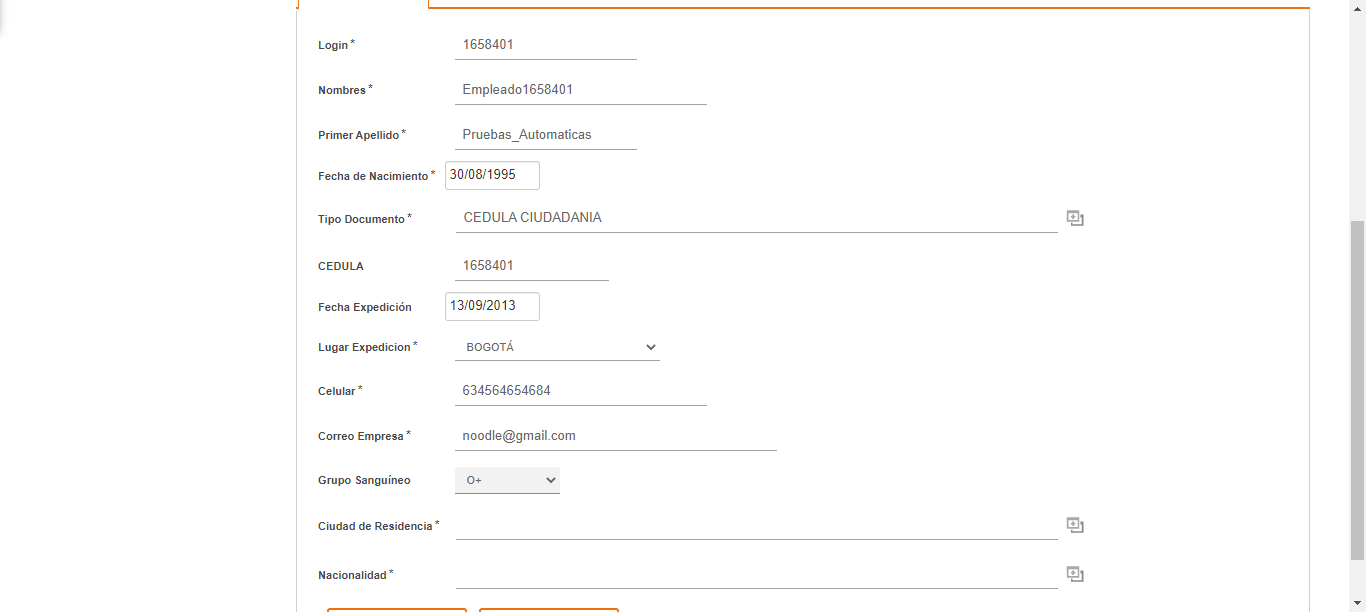 Login * 1658401
Nombres * Empleado1658401
Primer Apellido * Pruebas_Automaticas
Fecha de Nacimiento * 30/08/1995
Tipo Documento * CEDULA CIUDADANIA
CEDULA 1658401
Fecha Expedición 13/09/2013
Lugar Expedicion * BOGOTÁ
Celular * 634564654684
Correo Empresa * noodle@gmail.com
Grupo Sanguíneo O+
Ciudad de Residencia *
Nacionalidad *